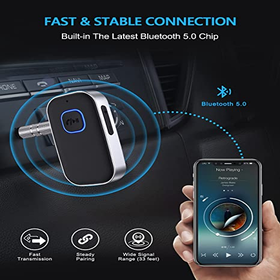 FAST & STABLE CONNECTION
Built-in The Latest Bluetooth 5.0 Chip
Bluetooth 5.0
Now Playing
Retrograde
Fast
Transmission
Steady
Pairing
Wide Signal
Range (33 feet)